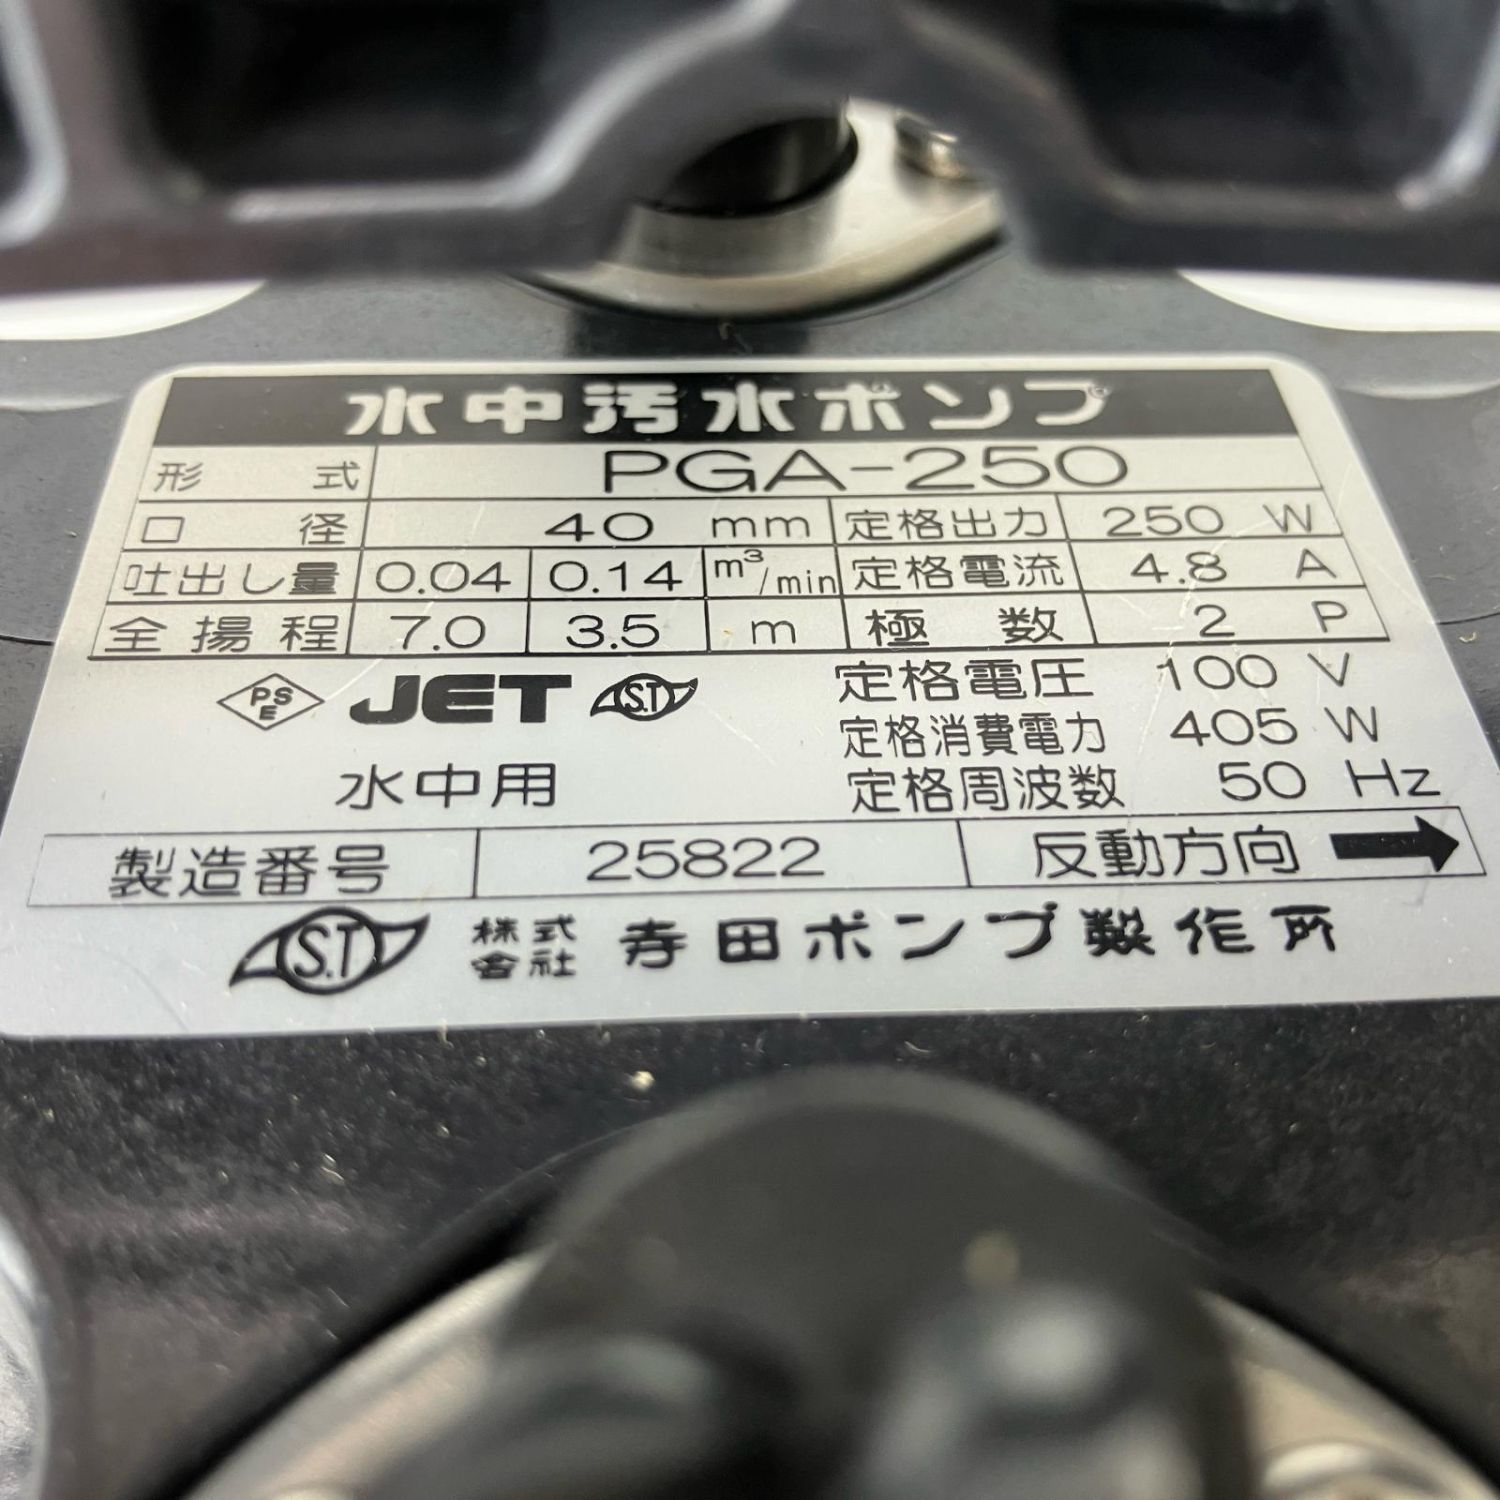 水中汚水ポンプ
形式 PGA-250
口径 40 mm 定格出力 250 W
吐出し量 0.04 0.14 m³/min 定格電流 4.8 A
全揚程 7.0 3.5 m 極数 2 P
PSE JET S.T 定格電圧 100 V
定格消費電力 405 W
水中用 定格周波数 50 Hz
製造番号 25822 反動方向
S.T 株式会社 寺田ポンプ製作所